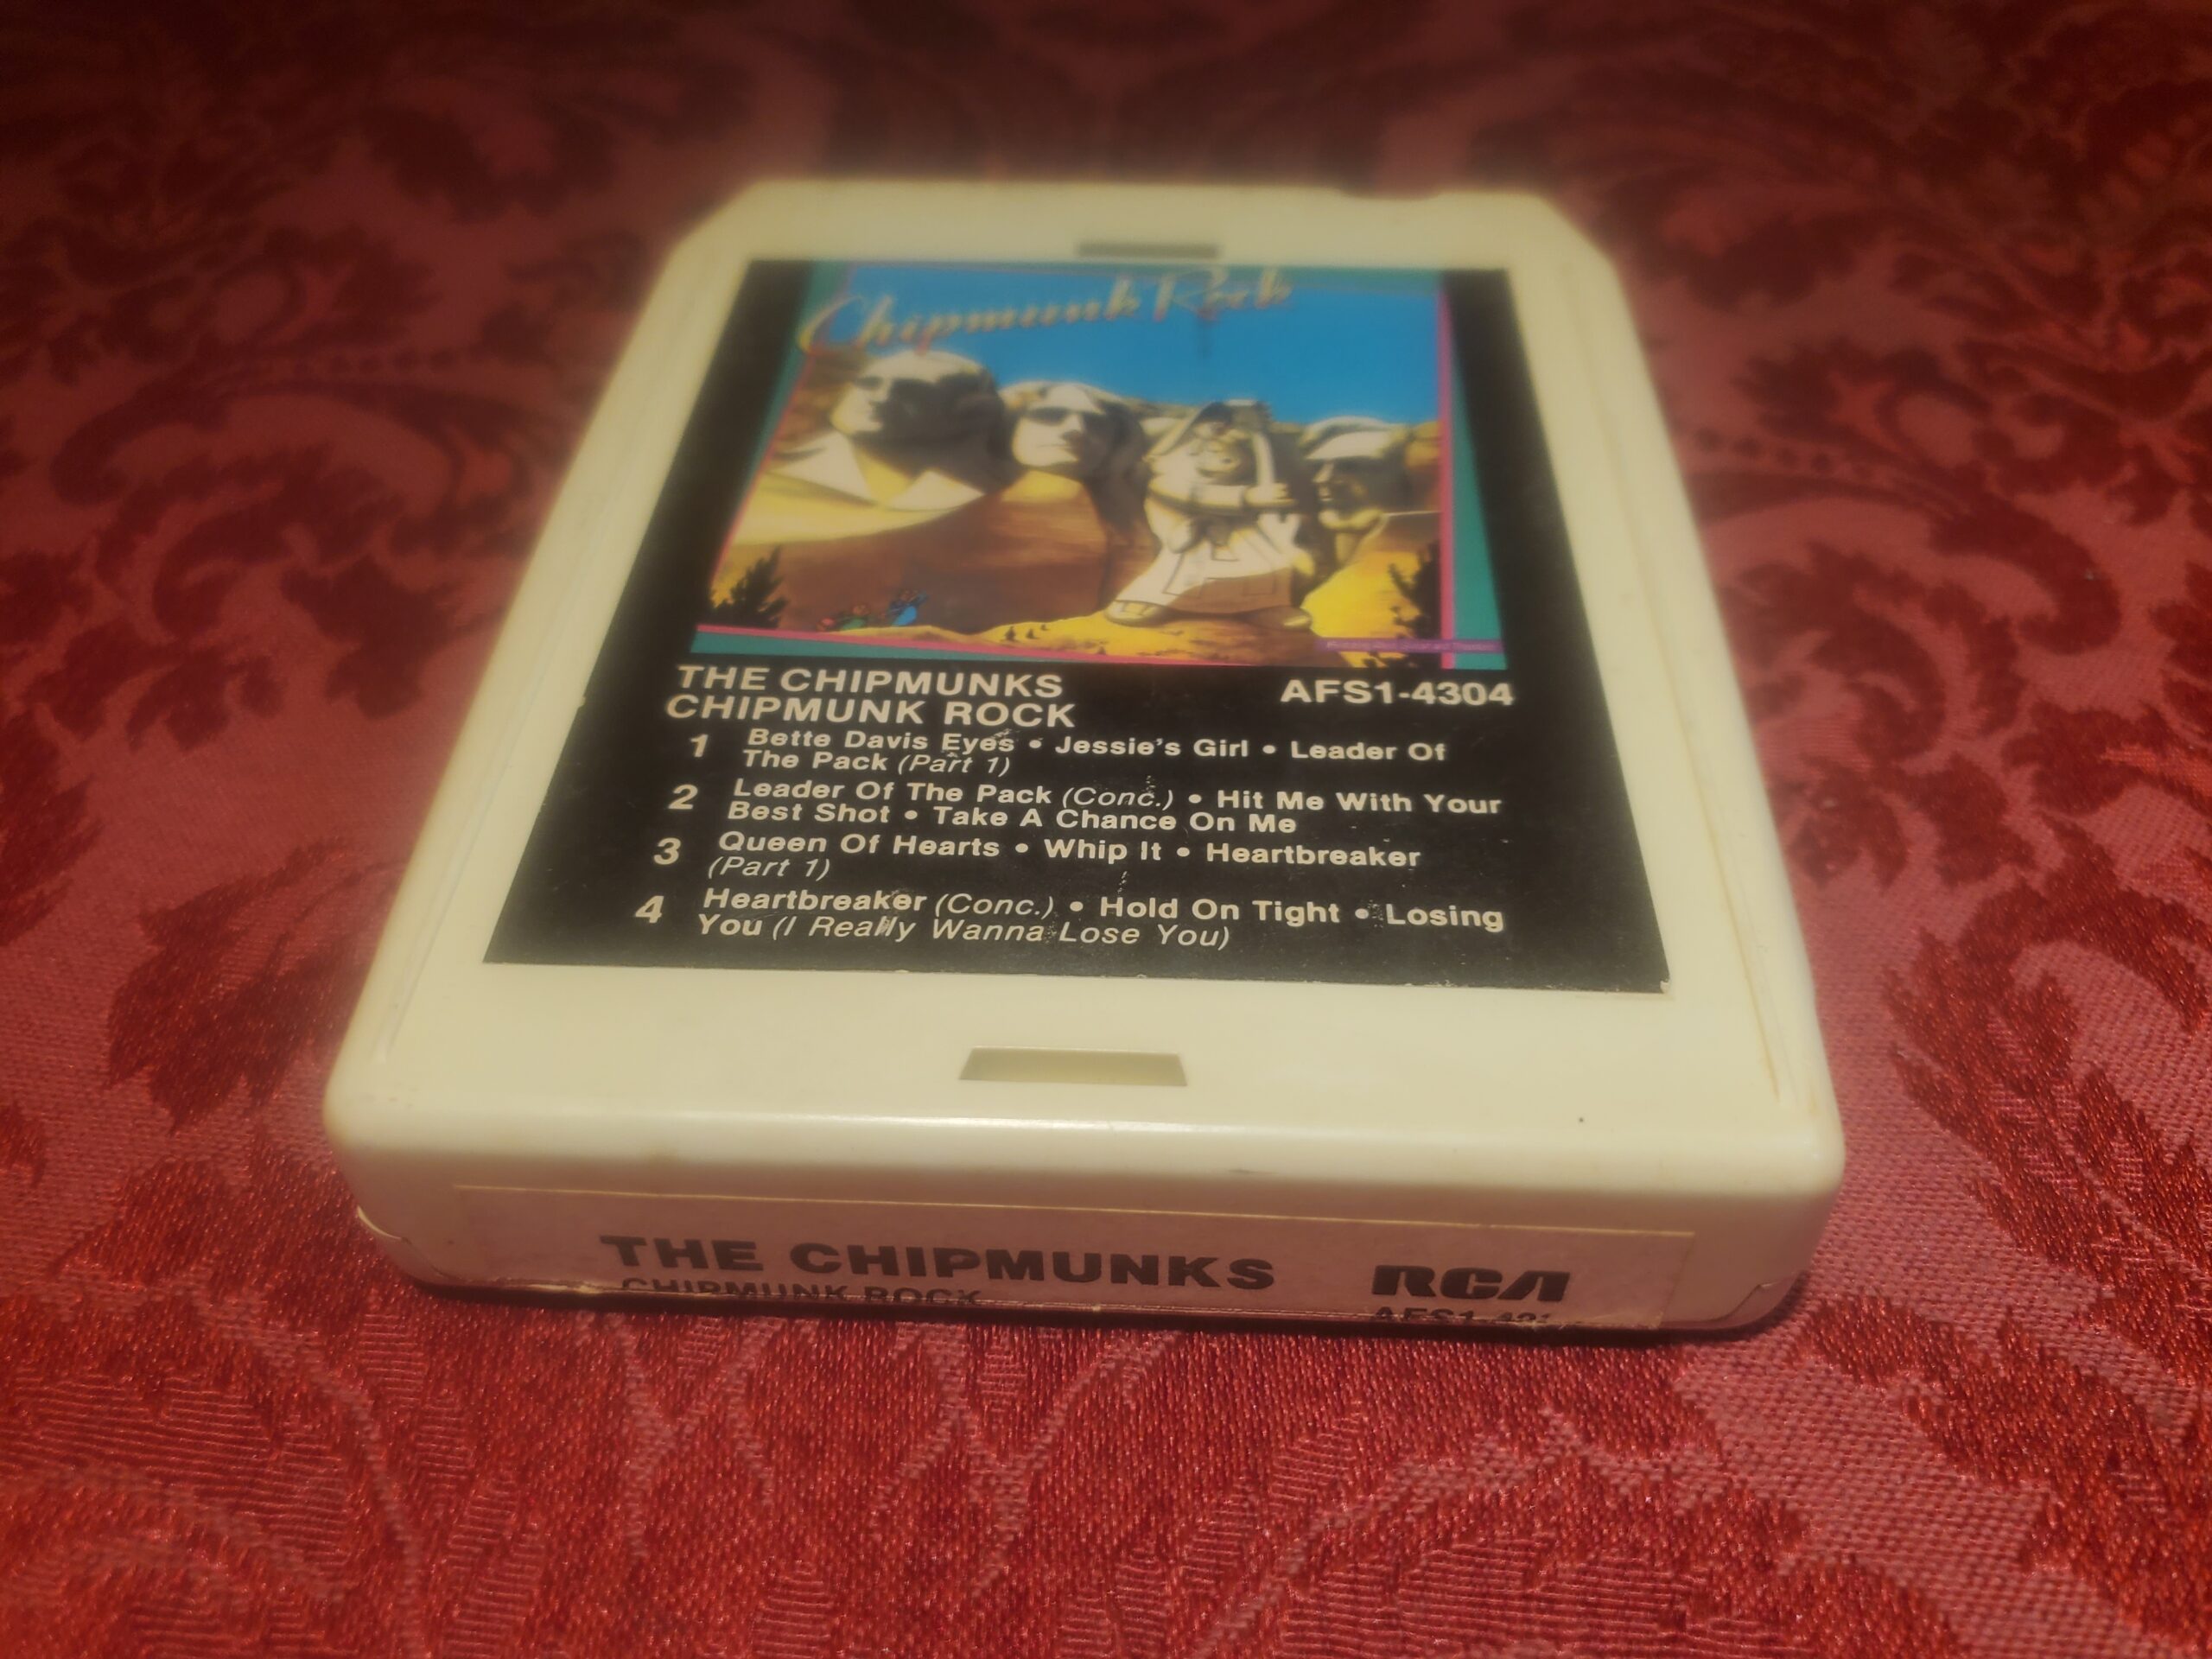 Chipmunk Rock
THE CHIPMUNKS
CHIPMUNK ROCK
AFS1-4304
1 Bette Davis Eyes • Jessie's Girl • Leader Of
The Pack (Part 1)
2 Leader Of The Pack (Conc.) • Hit Me With Your
Best Shot • Take A Chance On Me
3 Queen Of Hearts • Whip It • Heartbreaker
(Part 1)
4 Heartbreaker (Conc.) • Hold On Tight • Losing
You (I Really Wanna Lose You)
THE CHIPMUNKS
RCA
CHIPMUNK ROCK